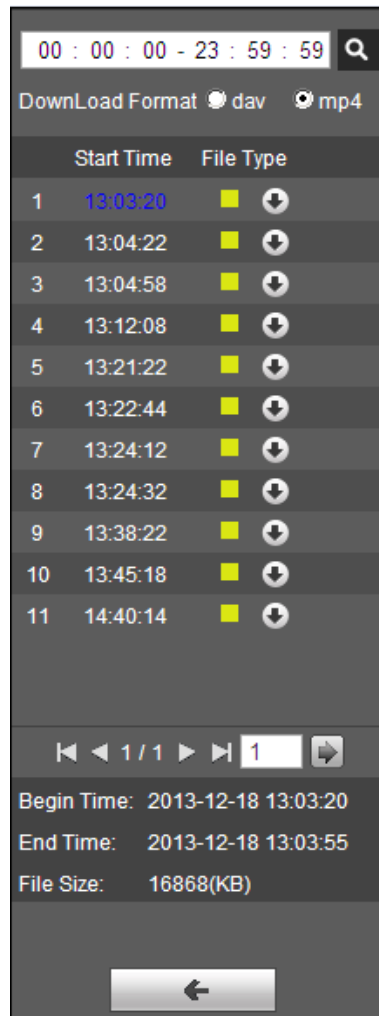 00 : 00 : 00 - 23 : 59 : 59
DownLoad Format dav mp4
Start Time File Type
1 13:03:20
2 13:04:22
3 13:04:58
4 13:12:08
5 13:21:22
6 13:22:44
7 13:24:12
8 13:24:32
9 13:38:22
10 13:45:18
11 14:40:14
1 / 1 1
Begin Time: 2013-12-18 13:03:20
End Time: 2013-12-18 13:03:55
File Size: 16868(KB)